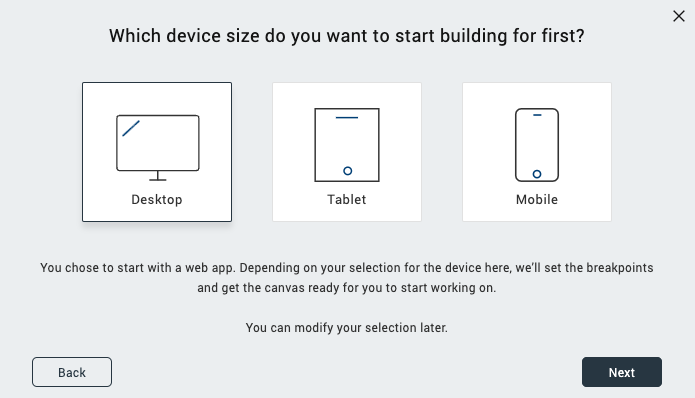 Which device size do you want to start building for first?
Desktop
Tablet
Mobile
You chose to start with a web app. Depending on your selection for the device here, we’ll set the breakpoints
and get the canvas ready for you to start working on.
You can modify your selection later.
Back
Next